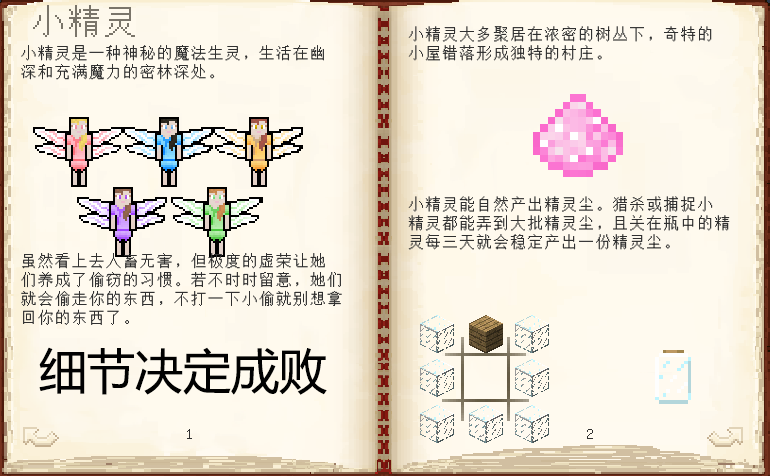 小精灵
小精灵是一种神秘的魔法生灵，生活在幽
深和充满魔力的密林深处。
虽然看上去人畜无害，但极度的虚荣让她
们养成了偷窃的习惯。若不时时留意，她们
就会偷走你的东西，不打一下小偷就别想拿
回你的东西了。
细节决定成败
1
小精灵大多聚居在浓密的树丛下，奇特的
小屋错落形成独特的村庄。
小精灵能自然产出精灵尘。猎杀或捕捉小
精灵都能弄到大批精灵尘，且关在瓶中的精
灵每三天就会稳定产出一份精灵尘。
2